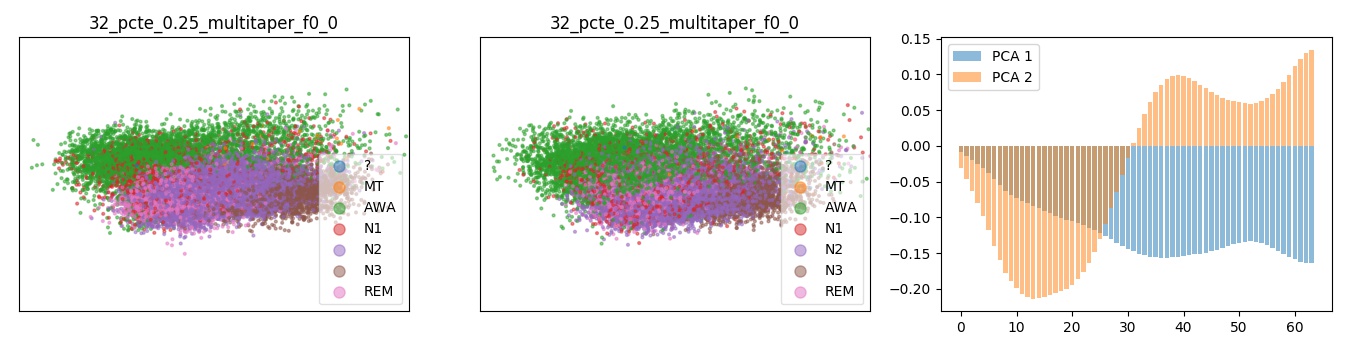 32_pcte_0.25_multitaper_f0_0
?
MT
AWA
N1
N2
N3
REM
32_pcte_0.25_multitaper_f0_0
?
MT
AWA
N1
N2
N3
REM
PCA 1
PCA 2
0.15
0.10
0.05
0.00
−0.05
−0.10
−0.15
−0.20
0 10 20 30 40 50 60